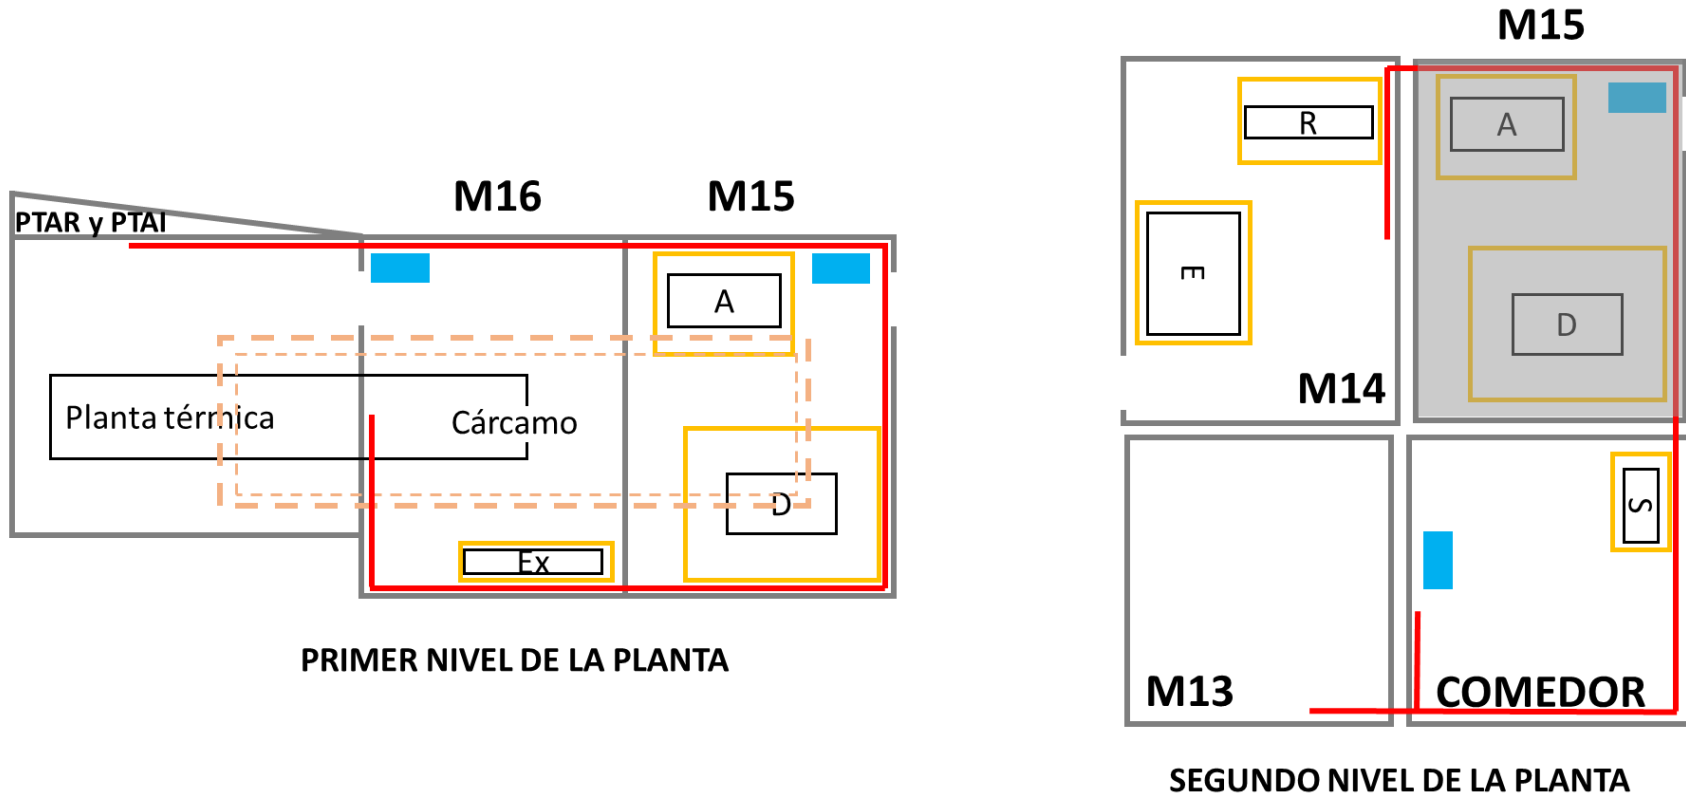 M16
M15
PTAR y PTAI
A
Planta térmica
Cárcamo
D
Ex
PRIMER NIVEL DE LA PLANTA
M15
R
A
E
D
M14
S
M13
COMEDOR
SEGUNDO NIVEL DE LA PLANTA